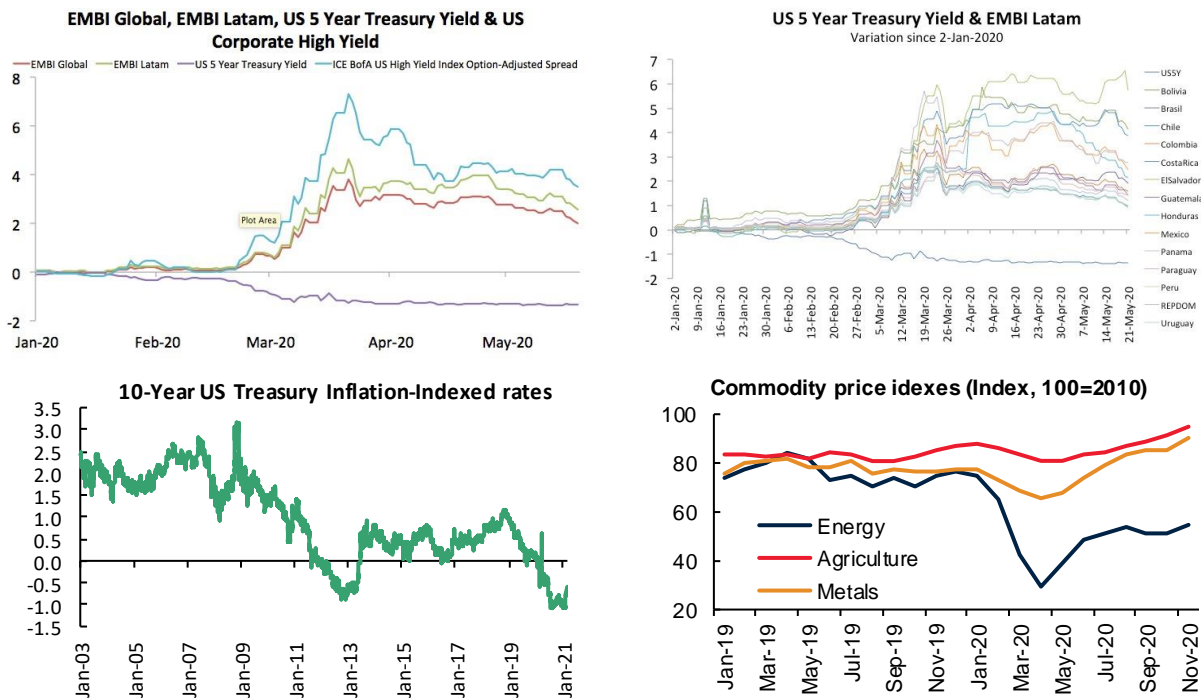 EMBI Global, EMBI Latam, US 5 Year Treasury Yield & US
Corporate High Yield
EMBI Global
EMBI Latam
US 5 Year Treasury Yield
ICE BofA US High Yield Index Option-Adjusted Spread
8
6
4
2
0
-2
Plot Area
Jan-20
Feb-20
Mar-20
Apr-20
May-20
US 5 Year Treasury Yield & EMBI Latam
Variation since 2-Jan-2020
7
6
5
4
3
2
1
0
-1
-2
2-Jan-20
9-Jan-20
16-Jan-20
23-Jan-20
30-Jan-20
6-Feb-20
13-Feb-20
20-Feb-20
27-Feb-20
5-Mar-20
12-Mar-20
19-Mar-20
26-Mar-20
2-Apr-20
9-Apr-20
16-Apr-20
23-Apr-20
30-Apr-20
7-May-20
14-May-20
21-May-20
US5Y
Bolivia
Brasil
Chile
Colombia
CostaRica
ElSalvador
Guatemala
Honduras
Mexico
Panama
Paraguay
Peru
REPDOM
Uruguay
10-Year US Treasury Inflation-Indexed rates
3.5
3.0
2.5
2.0
1.5
1.0
0.5
0.0
-0.5
-1.0
-1.5
Jan-03
Jan-05
Jan-07
Jan-09
Jan-11
Jan-13
Jan-15
Jan-17
Jan-19
Jan-21
Commodity price idexes (Index, 100=2010)
100
80
60
40
20
Energy
Agriculture
Metals
Jan-19
Mar-19
May-19
Jul-19
Sep-19
Nov-19
Jan-20
Mar-20
May-20
Jul-20
Sep-20
Nov-20